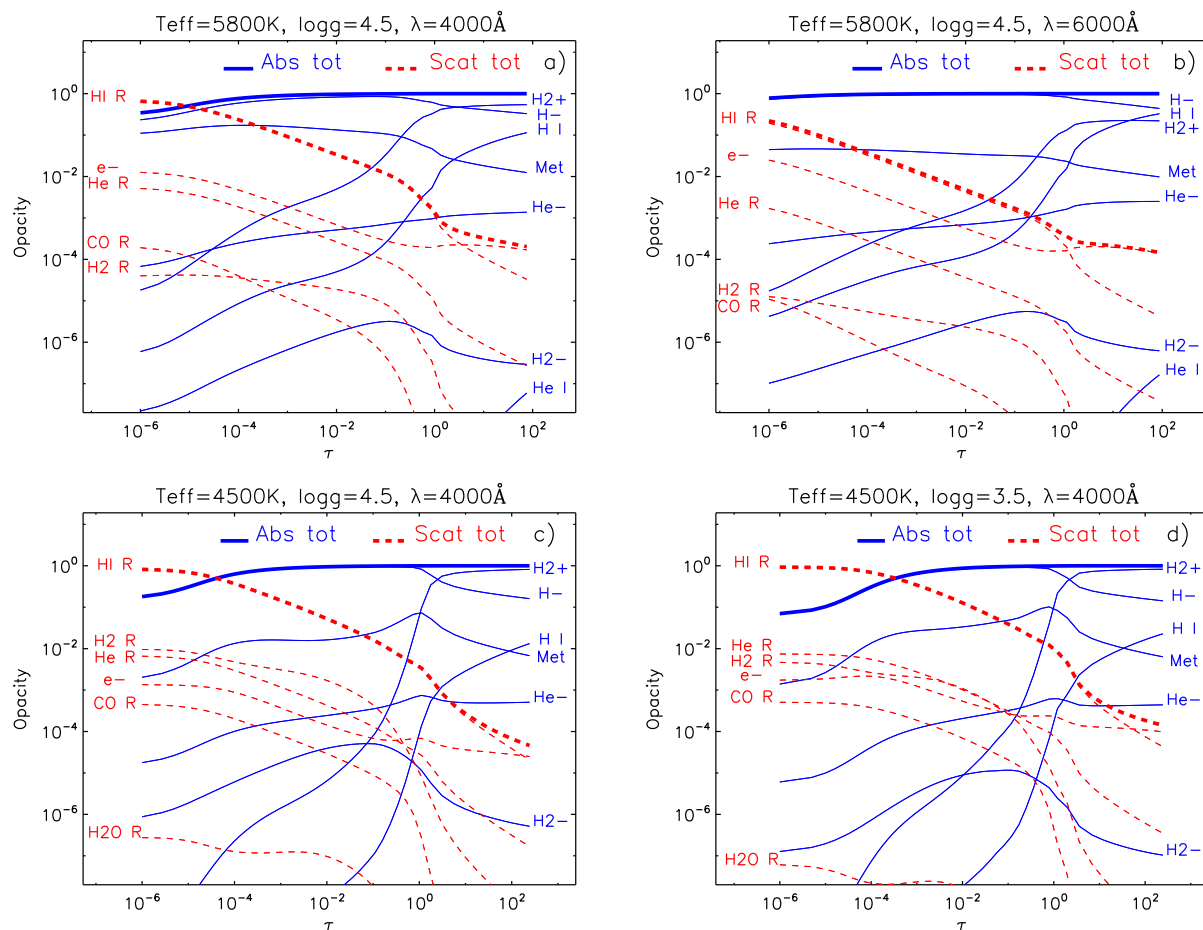 Teff=5800K, logg=4.5, λ=4000Å
Abs tot Scat tot a)
Opacity
10^0
10^-2
10^-4
10^-6
HI R
e-
He R
CO R
H2 R
H2+
H-
H I
Met
He-
H2-
He I
10^-6 10^-4 10^-2 10^0 10^2
τ
Teff=5800K, logg=4.5, λ=6000Å
Abs tot Scat tot b)
Opacity
10^0
10^-2
10^-4
10^-6
HI R
e-
He R
H2 R
CO R
H-
H I
H2+
Met
He-
H2-
He I
10^-6 10^-4 10^-2 10^0 10^2
τ
Teff=4500K, logg=4.5, λ=4000Å
Abs tot Scat tot c)
Opacity
10^0
10^-2
10^-4
10^-6
HI R
H2 R
He R
e-
CO R
H2O R
H2+
H-
H I
Met
He-
H2-
10^-6 10^-4 10^-2 10^0 10^2
τ
Teff=4500K, logg=3.5, λ=4000Å
Abs tot Scat tot d)
Opacity
10^0
10^-2
10^-4
10^-6
HI R
He R
H2 R
e-
CO R
H2O R
H2+
H-
H I
Met
He-
H2-
10^-6 10^-4 10^-2 10^0 10^2
τ